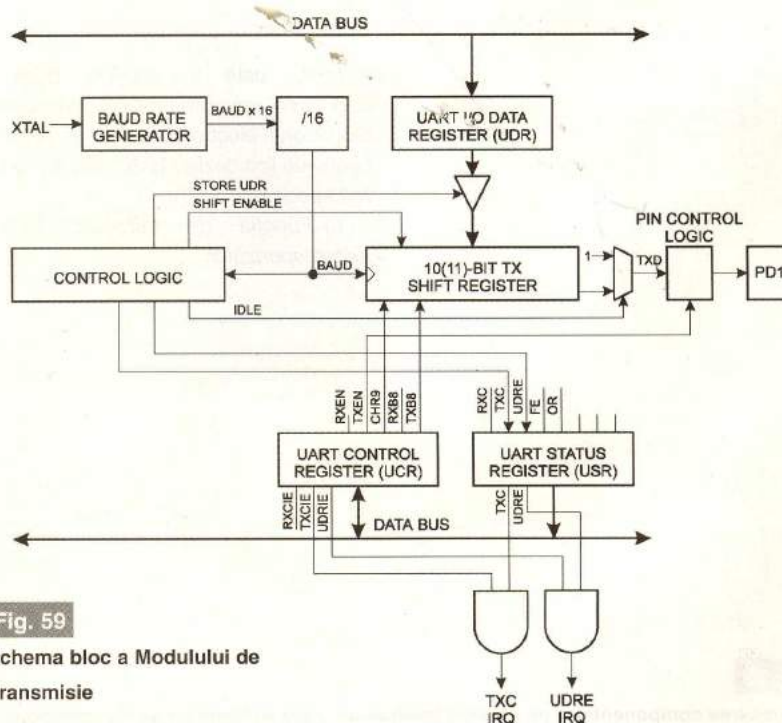 DATA BUS
XTAL
BAUD RATE
GENERATOR
BAUD x 16
/16
UART I/O DATA
REGISTER (UDR)
STORE UDR
SHIFT ENABLE
PIN CONTROL
LOGIC
CONTROL LOGIC
BAUD
10(11)-BIT TX
SHIFT REGISTER
1
TXD
PD1
IDLE
RXEN
TXEN
CHR9
RXB8
TXB8
RXC
TXC
UDRE
FE
OR
UART CONTROL
REGISTER (UCR)
UART STATUS
REGISTER (USR)
RXCIE
TXCIE
UDRIE
TXC
UDRE
DATA BUS
Fig. 59
chema bloc a Modulului de
ransmisie
TXC
IRQ
UDRE
IRQ